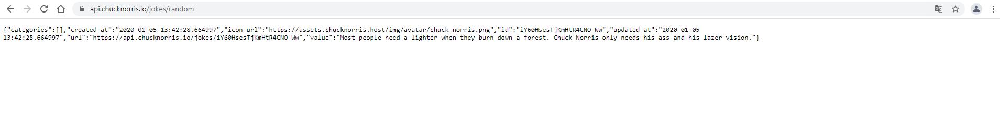 api.chucknorris.io/jokes/random
{"categories":[],"created_at":"2020-01-05 13:42:28.664997","icon_url":"https://assets.chucknorris.host/img/avatar/chuck-norris.png","id":"iY60HsesTjKmHtR4CNO_Ww","updated_at":"2020-01-05
13:42:28.664997","url":"https://api.chucknorris.io/jokes/iY60HsesTjKmHtR4CNO_Ww","value":"Most people need a lighter when they burn down a forest. Chuck Norris only needs his ass and his lazer vision."}